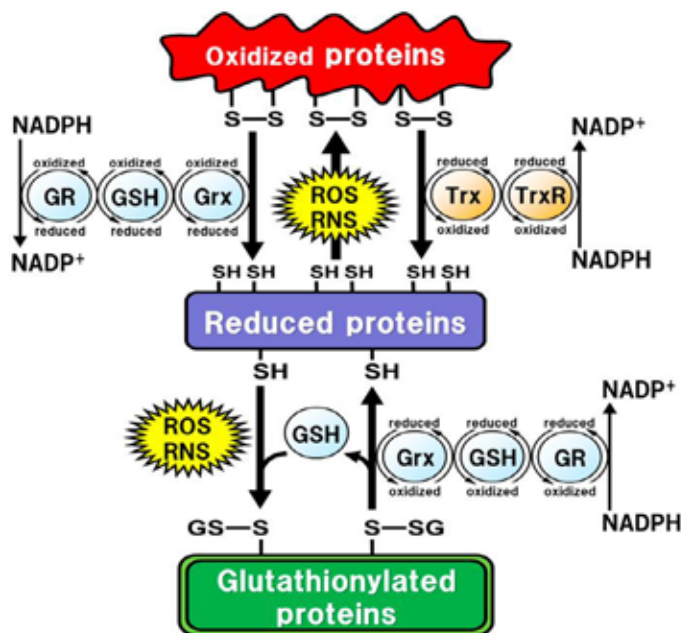 Oxidized proteins
S—S S—S S—S
NADPH
NADP⁺
oxidized oxidized oxidized
GR GSH Grx
reduced reduced reduced
NADP⁺
ROS
RNS
reduced reduced
Trx TrxR
oxidized oxidized
NADPH
SH SH SH SH SH SH
Reduced proteins
SH SH
ROS
RNS
GSH
NADP⁺
reduced reduced reduced
Grx GSH GR
oxidized oxidized oxidized
NADPH
GS—S S—SG
Glutathionylated
proteins